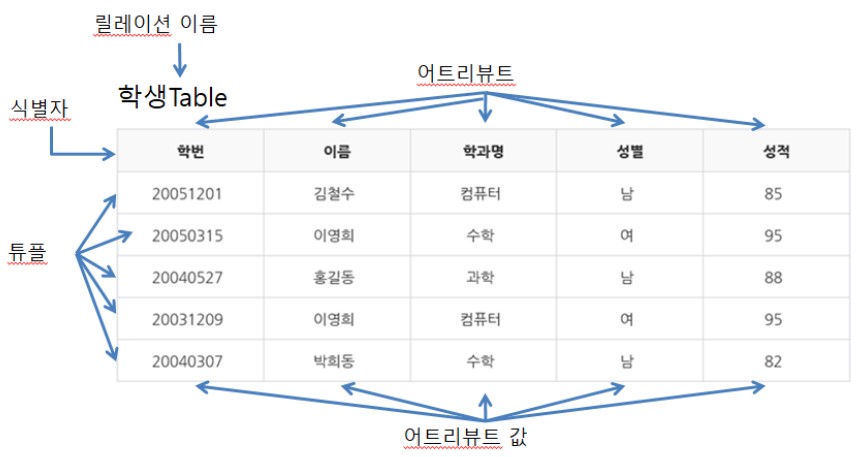 릴레이션 이름
어트리뷰트
학생Table
식별자
학번 이름 학과명 성별 성적
20051201 김철수 컴퓨터 남 85
20050315 이영희 수학 여 95
튜플
20040527 홍길동 과학 남 88
20031209 이영희 컴퓨터 여 95
20040307 박희동 수학 남 82
어트리뷰트 값